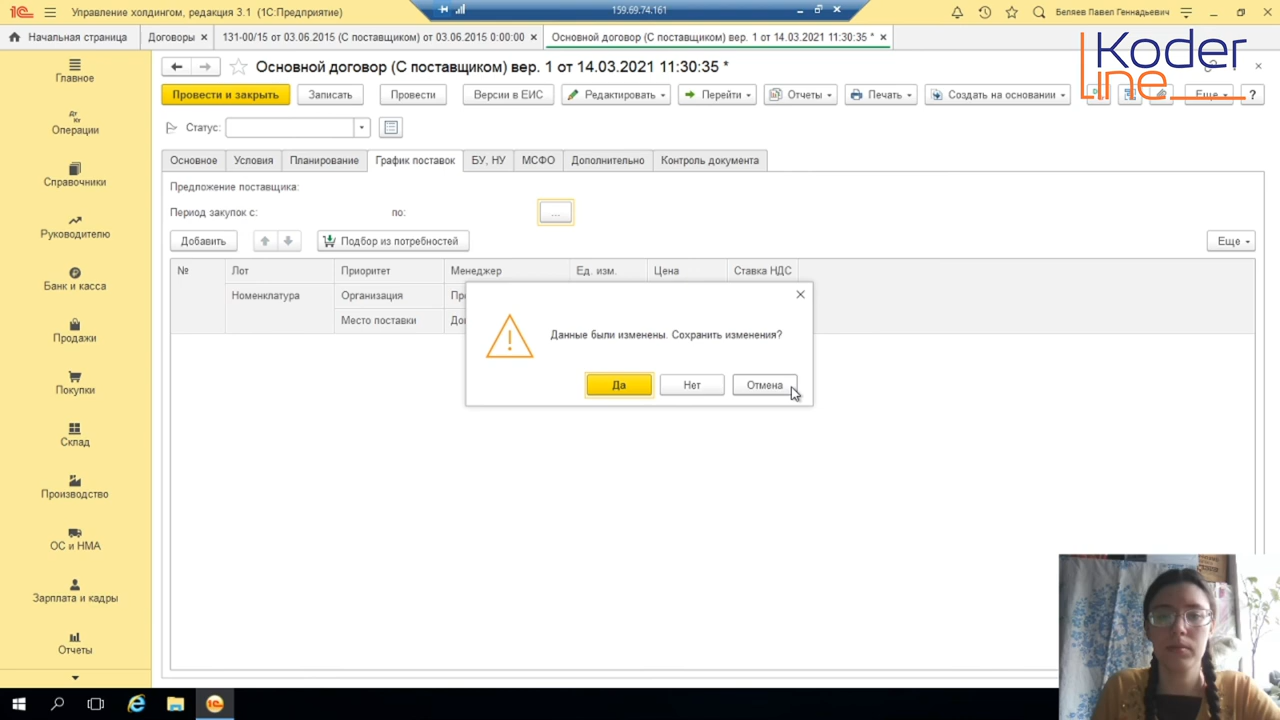 Управление холдингом, редакция 3.1 (1С:Предприятие)
159.69.74.161
Беляев Павел Геннадьевич
Начальная страница
Договоры
131-00/15 от 03.06.2015 (С поставщиком) от 03.06.2015 0:00:00
Основной договор (С поставщиком) вер. 1 от 14.03.2021 11:30:35 *
Koder
line
Главное
Операции
Справочники
Руководителю
Банк и касса
Продажи
Покупки
Склад
Производство
ОС и НМА
Зарплата и кадры
Отчеты
Основной договор (С поставщиком) вер. 1 от 14.03.2021 11:30:35 *
Провести и закрыть
Записать
Провести
Версии в ЕИС
Редактировать
Перейти
Отчеты
Печать
Создать на основании
Еще
?
Статус:
Основное
Условия
Планирование
График поставок
БУ, НУ
МСФО
Дополнительно
Контроль документа
Предложение поставщика:
Период закупок с:
по:
...
Добавить
Подбор из потребностей
Еще
№
Лот
Приоритет
Менеджер
Ед. изм.
Цена
Ставка НДС
Номенклатура
Организация
Место поставки
Данные были изменены. Сохранить изменения?
Да
Нет
Отмена